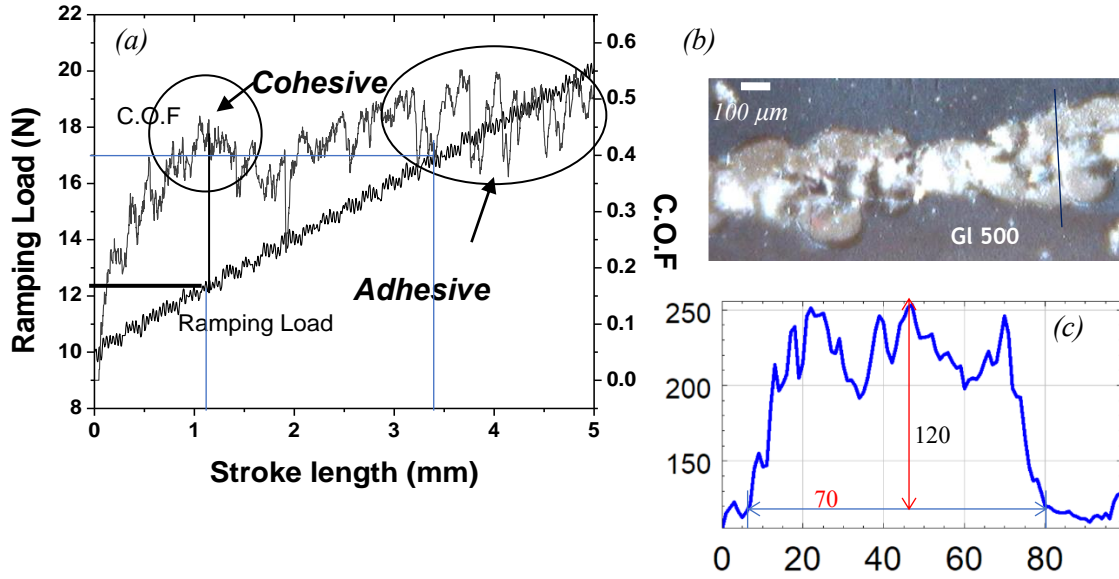 (a)
Ramping Load (N)
22
20
18
16
14
12
10
8
C.O.F
Cohesive
Adhesive
Ramping Load
0.6
0.5
0.4
0.3
0.2
0.1
0.0
C.O.F
0 1 2 3 4 5
Stroke length (mm)
(b)
100 µm
Gl 500
(c)
250
200
150
120
70
0 20 40 60 80